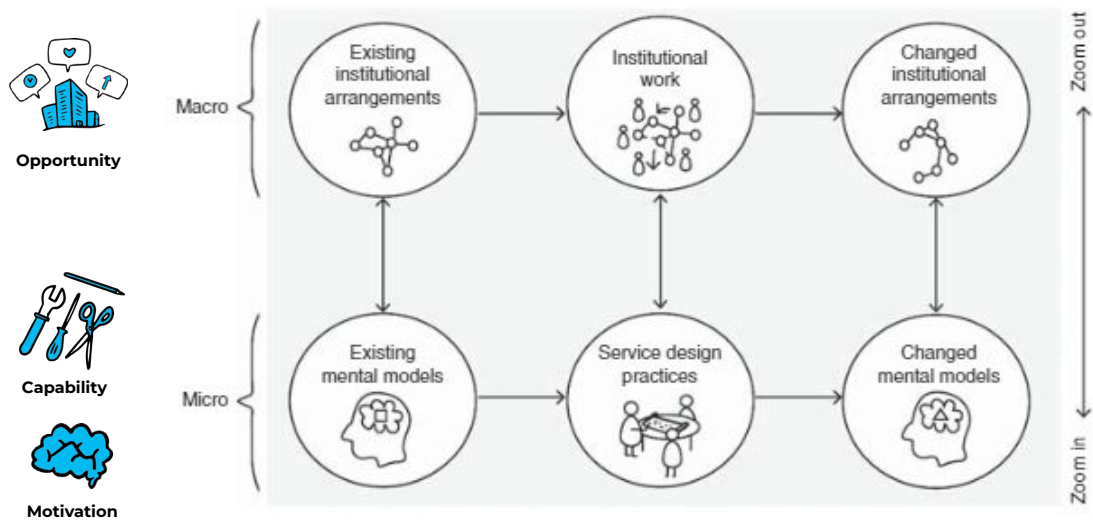 Opportunity
Capability
Motivation
Macro
Micro
Existing
institutional
arrangements
Institutional
work
Changed
institutional
arrangements
Existing
mental models
Service design
practices
Changed
mental models
Zoom out
Zoom in